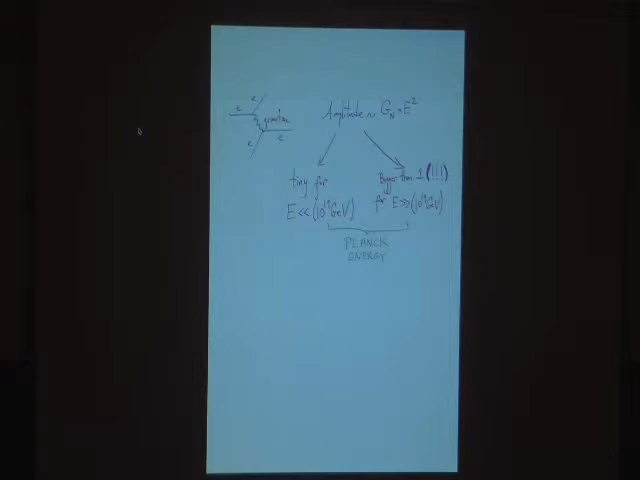 e e graviton e e
Amplitude ~ G_N × E²
tiny for
E << (10¹⁹ GeV)
Bigger than 1 (!!!)
for E >> (10¹⁹ GeV)
PLANCK
ENERGY